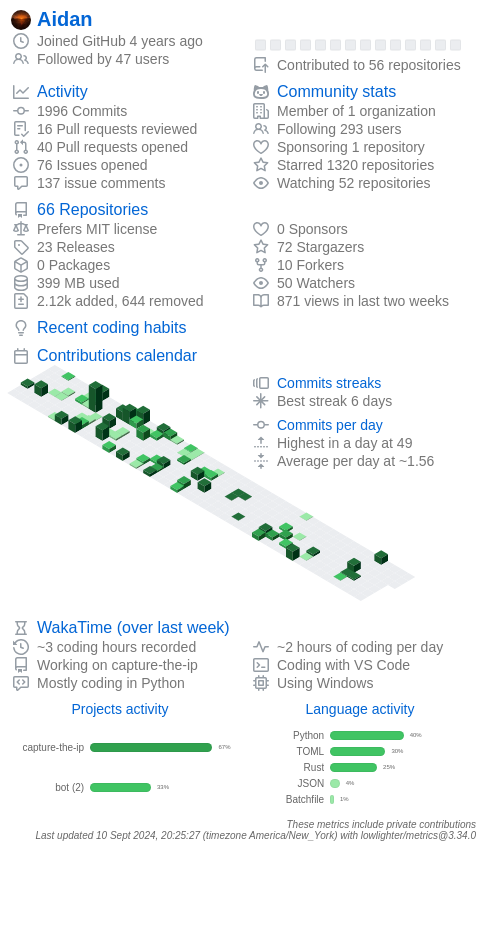 Aidan
Joined GitHub 4 years ago
Followed by 47 users
Contributed to 56 repositories
Activity
1996 Commits
16 Pull requests reviewed
40 Pull requests opened
76 Issues opened
137 issue comments
Community stats
Member of 1 organization
Following 293 users
Sponsoring 1 repository
Starred 1320 repositories
Watching 52 repositories
66 Repositories
Prefers MIT license
23 Releases
0 Packages
399 MB used
2.12k added, 644 removed
0 Sponsors
72 Stargazers
10 Forkers
50 Watchers
871 views in last two weeks
Recent coding habits
Contributions calendar
Commits streaks
Best streak 6 days
Commits per day
Highest in a day at 49
Average per day at ~1.56
WakaTime (over last week)
~3 coding hours recorded
Working on capture-the-ip
Mostly coding in Python
~2 hours of coding per day
Coding with VS Code
Using Windows
Projects activity
capture-the-ip 67%
bot (2) 33%
Language activity
Python 40%
TOML 30%
Rust 25%
JSON 4%
Batchfile 1%
These metrics include private contributions
Last updated 10 Sept 2024, 20:25:27 (timezone America/New_York) with lowlighter/metrics@3.34.0